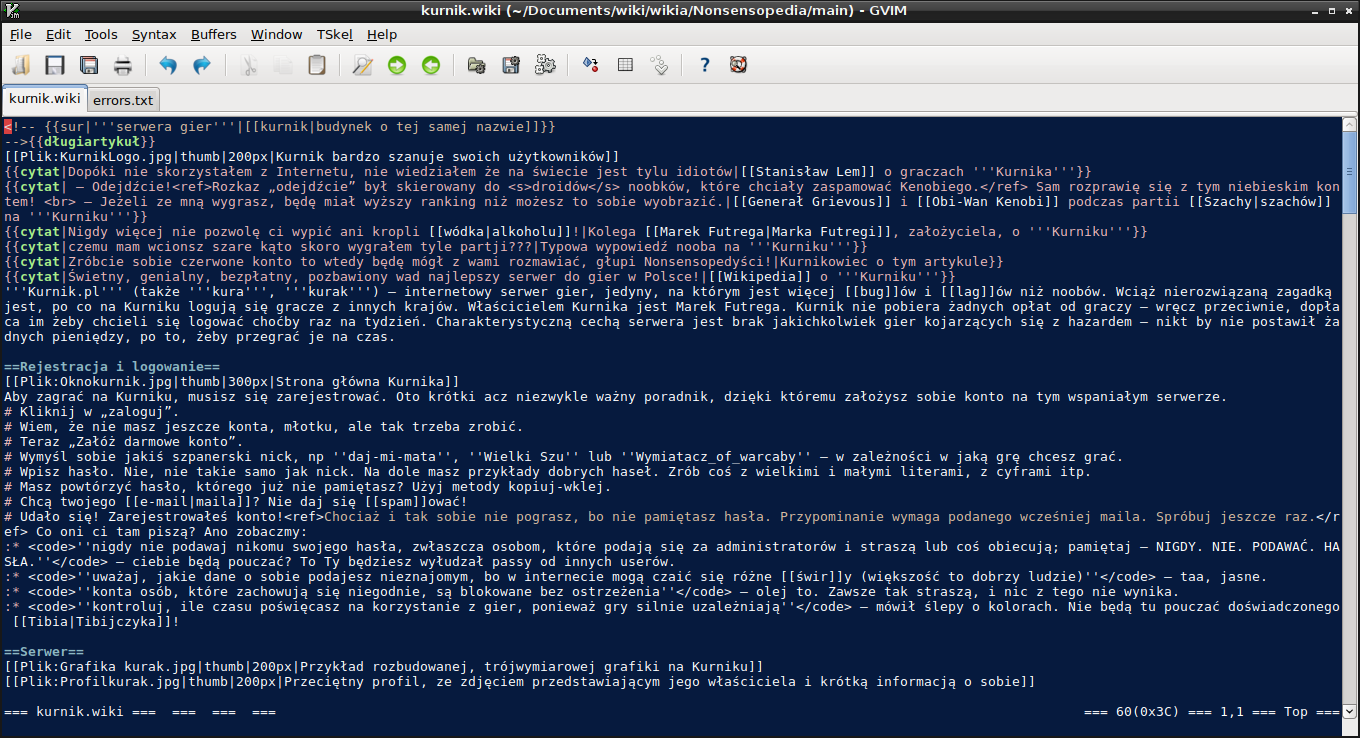 kurnik.wiki (~/Documents/wiki/wikia/Nonsensopedia/main) - GVIM
File Edit Tools Syntax Buffers Window TSkel Help
kurnik.wiki errors.txt
<!-- {{sur|'''serwera gier'''|[[kurnik|budynek o tej samej nazwie]]}}
-->{{długiartykuł}}
[[Plik:KurnikLogo.jpg|thumb|200px|Kurnik bardzo szanuje swoich użytkowników]]
{{cytat|Dopóki nie skorzystałem z Internetu, nie wiedziałem że na świecie jest tylu idiotów|[[Stanisław Lem]] o graczach '''Kurnika'''}}
{{cytat| – Odejdźcie!<ref>Rozkaz „odejdźcie” był skierowany do <s>droidów</s> noobków, które chciały zaspamować Kenobiego.</ref> Sam rozprawię się z tym niebieskim kon
tem! <br> – Jeżeli ze mną wygrasz, będę miał wyższy ranking niż możesz to sobie wyobrazić.|[[Generał Grievous]] i [[Obi-Wan Kenobi]] podczas partii [[Szachy|szachów]]
na '''Kurniku'''}}
{{cytat|Nigdy więcej nie pozwolę ci wypić ani kropli [[wódka|alkoholu]]!|Kolega [[Marek Futrega|Marka Futregi]], założyciela, o '''Kurniku'''}}
{{cytat|czemu mam wcionsz szare kąto skoro wygrałem tyle partji???|Typowa wypowiedź nooba na '''Kurniku'''}}
{{cytat|Zróbcie sobie czerwone konto to wtedy będę mógł z wami rozmawiać, głupi Nonsensopedyści!|Kurnikowiec o tym artykule}}
{{cytat|Świetny, genialny, bezpłatny, pozbawiony wad najlepszy serwer do gier w Polsce!|[[Wikipedia]] o '''Kurniku'''}}
'''Kurnik.pl''' (także '''kura''', '''kurak''') – internetowy serwer gier, jedyny, na którym jest więcej [[bug]]ów i [[lag]]ów niż noobów. Wciąż nierozwiązaną zagadką
jest, po co na Kurniku logują się gracze z innych krajów. Właścicielem Kurnika jest Marek Futrega. Kurnik nie pobiera żadnych opłat od graczy – wręcz przeciwnie, dopła
ca im żeby chcieli się logować choćby raz na tydzień. Charakterystyczną cechą serwera jest brak jakichkolwiek gier kojarzących się z hazardem – nikt by nie postawił ża
dnych pieniędzy, po to, żeby przegrać je na czas.
==Rejestracja i logowanie==
[[Plik:Oknokurnik.jpg|thumb|300px|Strona główna Kurnika]]
Aby zagrać na Kurniku, musisz się zarejestrować. Oto krótki acz niezwykle ważny poradnik, dzięki któremu założysz sobie konto na tym wspaniałym serwerze.
# Kliknij w „zaloguj”.
# Wiem, że nie masz jeszcze konta, młotku, ale tak trzeba zrobić.
# Teraz „Załóż darmowe konto”.
# Wymyśl sobie jakiś szpanerski nick, np ''daj-mi-mata'', ''Wielki Szu'' lub ''Wymiatacz_of_warcaby'' – w zależności w jaką grę chcesz grać.
# Wpisz hasło. Nie, nie takie samo jak nick. Na dole masz przykłady dobrych haseł. Zrób coś z wielkimi i małymi literami, z cyframi itp.
# Masz powtórzyć hasło, którego już nie pamiętasz? Użyj metody kopiuj-wklej.
# Chcą twojego [[e-mail|maila]]? Nie daj się [[spam]]ować!
# Udało się! Zarejestrowałeś konto!<ref>Chociaż i tak sobie nie pograsz, bo nie pamiętasz hasła. Przypominanie wymaga podanego wcześniej maila. Spróbuj jeszcze raz.</r
ef> Co oni ci tam piszą? Ano zobaczmy:
:* <code>''nigdy nie podawaj nikomu swojego hasła, zwłaszcza osobom, które podają się za administratorów i straszą lub coś obiecują; pamiętaj – NIGDY. NIE. PODAWAĆ. HA
SŁA.''</code> – ciebie będą pouczać? To Ty będziesz wyłudzał passy od innych userów.
:* <code>''uważaj, jakie dane o sobie podajesz nieznajomym, bo w internecie mogą czaić się różne [[świr]]y (większość to dobrzy ludzie)''</code> – taa, jasne.
:* <code>''konta osób, które zachowują się niegodnie, są blokowane bez ostrzeżenia''</code> – olej to. Zawsze tak straszą, i nic z tego nie wynika.
:* <code>''kontroluj, ile czasu poświęcasz na korzystanie z gier, ponieważ gry silnie uzależniają''</code> – mówił ślepy o kolorach. Nie będą tu pouczać doświadczonego
[[Tibia|Tibijczyka]]!
==Serwer==
[[Plik:Grafika kurak.jpg|thumb|200px|Przykład rozbudowanej, trójwymiarowej grafiki na Kurniku]]
[[Plik:Profilkurak.jpg|thumb|200px|Przeciętny profil, ze zdjęciem przedstawiającym jego właściciela i krótką informacją o sobie]]
=== kurnik.wiki === === === === === 60(0x3C) === 1,1 === Top ===